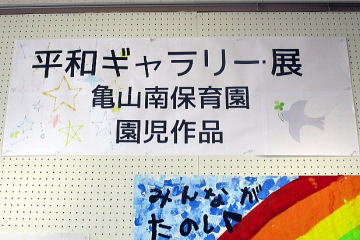 平和ギャラリー・展
亀山南保育園
園児作品
みんなが
たのしい